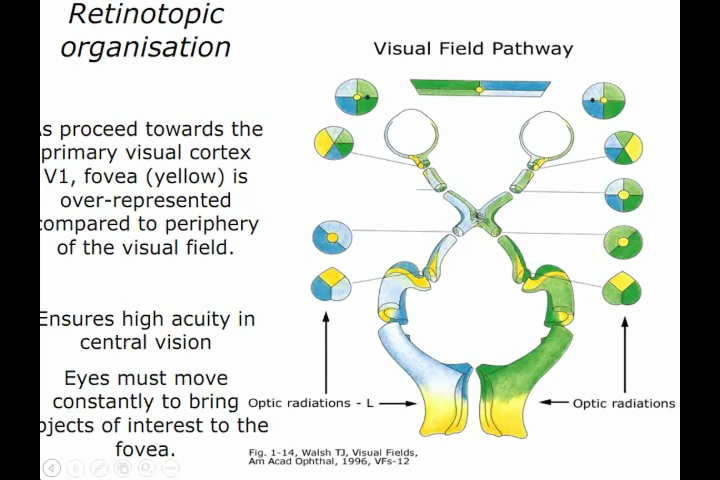 Retinotopic
organisation
As proceed towards the
primary visual cortex
V1, fovea (yellow) is
over-represented
compared to periphery
of the visual field.
Ensures high acuity in
central vision
Eyes must move
constantly to bring
objects of interest to the
fovea.
Visual Field Pathway
Optic radiations - L
Optic radiations
Fig. 1-14, Walsh TJ, Visual Fields,
Am Acad Ophthal, 1996, VFs-12